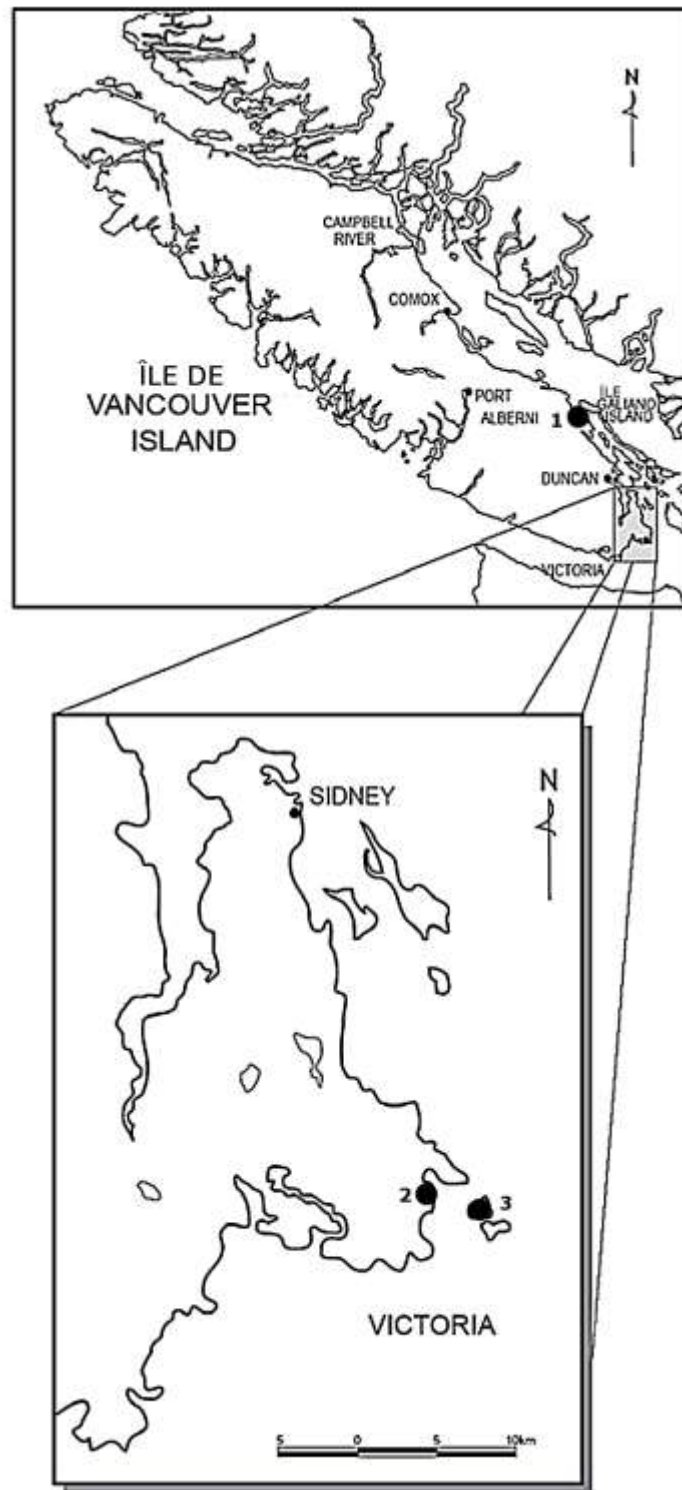 N
CAMPBELL
RIVER
COMOX
ÎLE DE
VANCOUVER
ISLAND
PORT
ALBERNI
ÎLE
GALIANO
ISLAND
1
DUNCAN
VICTORIA
SIDNEY
N
2
3
VICTORIA
5 0 5 10km